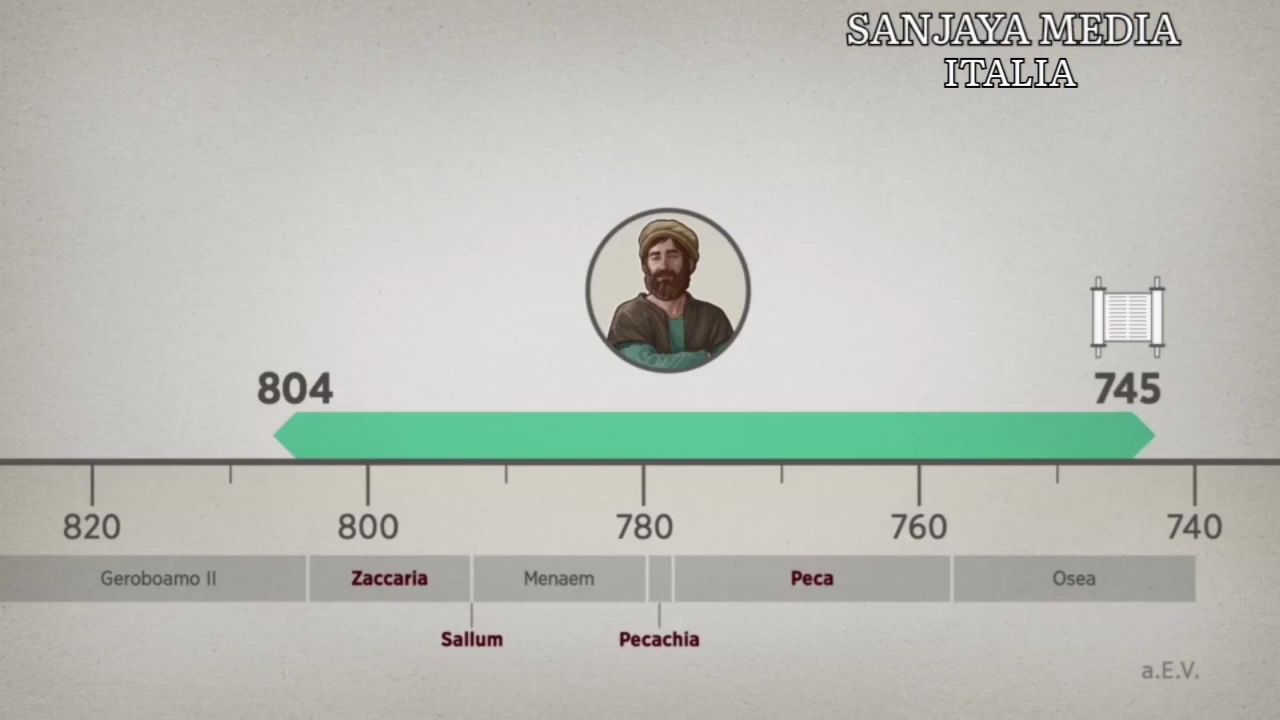 SANJAYA MEDIA
ITALIA
804
745
820
800
780
760
740
Geroboamo II
Zaccaria
Menaem
Peca
Osea
Sallum
Pecachia
a.E.V.